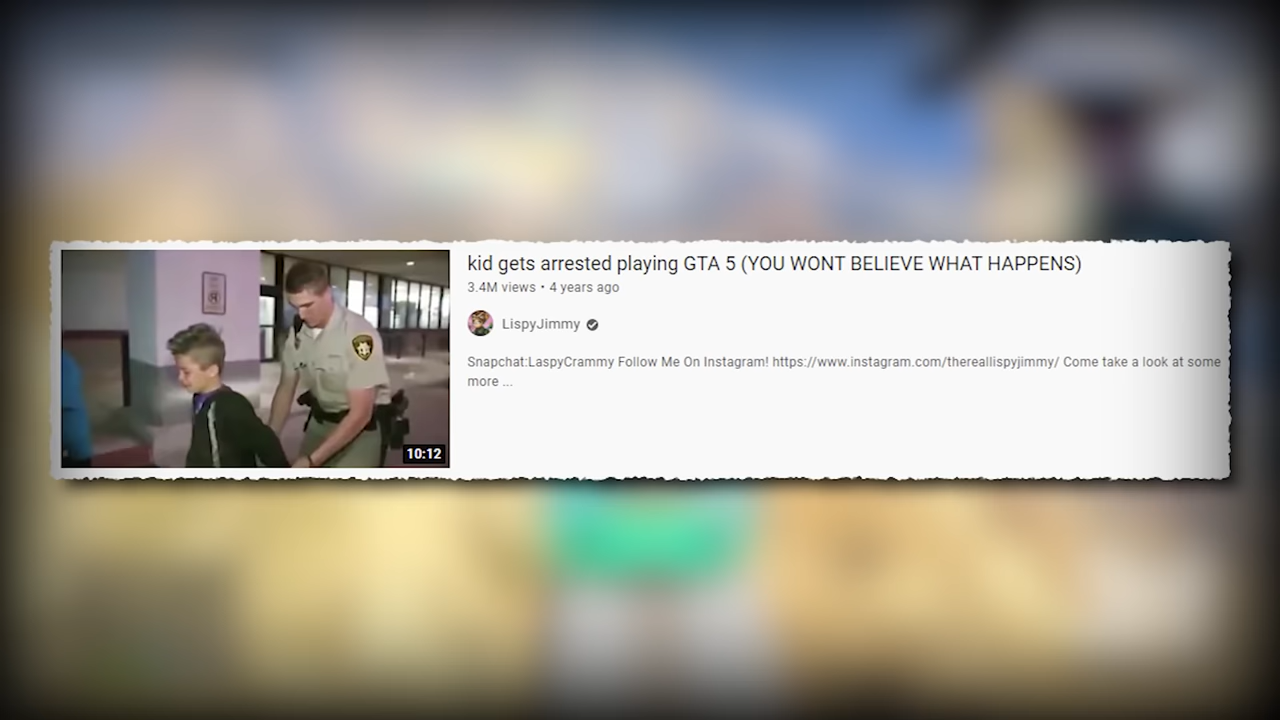 kid gets arrested playing GTA 5 (YOU WONT BELIEVE WHAT HAPPENS)
3.4M views • 4 years ago
LispyJimmy
Snapchat:LaspyCrammy Follow Me On Instagram! https://www.instagram.com/thereallispyjimmy/ Come take a look at some
more ...
10:12